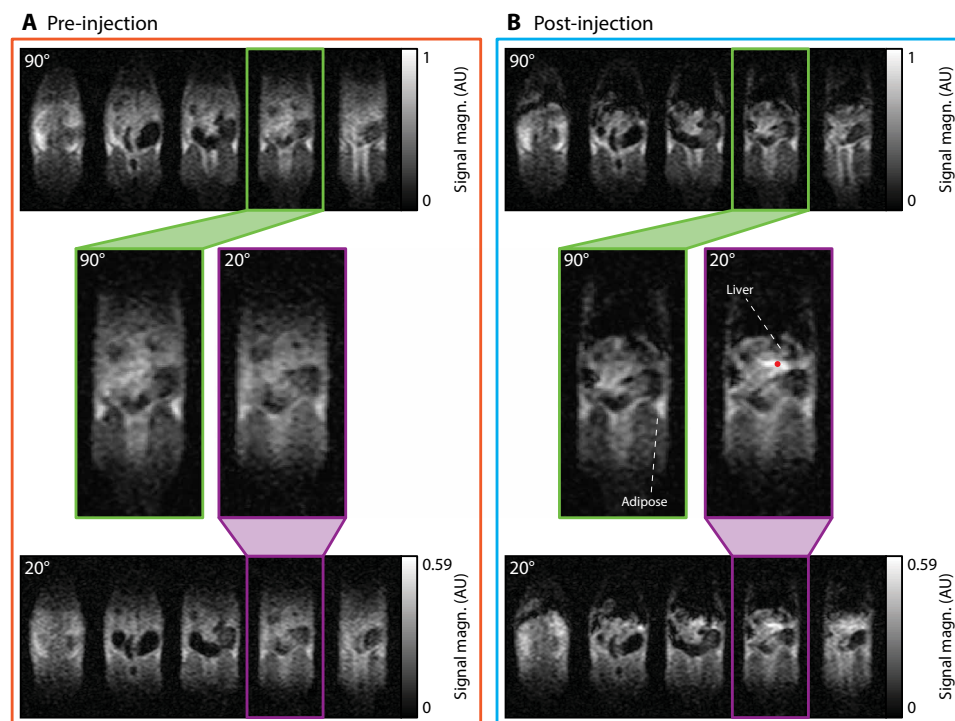 A Pre-injection
90°
1
0
Signal magn. (AU)
90°
20°
20°
0.59
0
Signal magn. (AU)
B Post-injection
90°
1
0
Signal magn. (AU)
90°
20°
Liver
Adipose
20°
0.59
0
Signal magn. (AU)